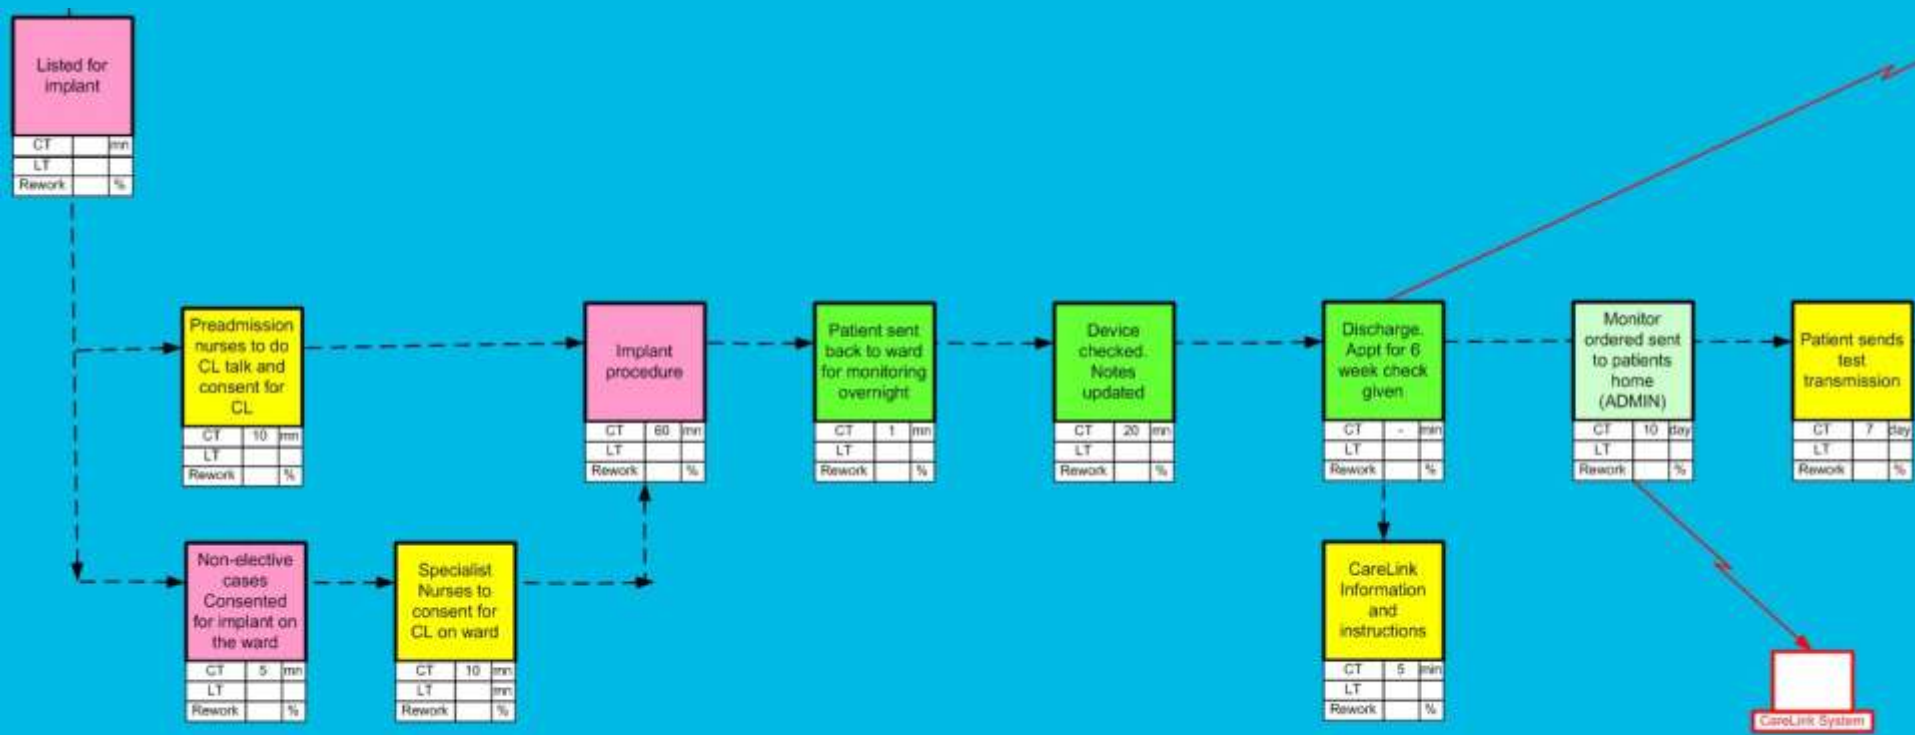 Listed for
implant
CT mn
LT
Rework %
Preadmission
nurses to do
CL talk and
consent for
CL
CT 10 mn
LT
Rework %
Implant
procedure
CT 60 mn
LT
Rework %
Patient sent
back to ward
for monitoring
overnight
CT 1 mn
LT
Rework %
Device
checked.
Notes
updated
CT 20 mn
LT
Rework %
Discharge.
Appt for 6
week check
given
CT - min
LT
Rework %
Monitor
ordered sent
to patients
home
(ADMIN)
CT 10 day
LT
Rework %
Patient sends
test
transmission
CT 7 day
LT
Rework %
Non-elective
cases
Consented
for implant on
the ward
CT 5 mn
LT
Rework %
Specialist
Nurses to
consent for
CL on ward
CT 10 mn
LT mn
Rework %
CareLink
Information
and
instructions
CT 5 min
LT
Rework %
CareLink System